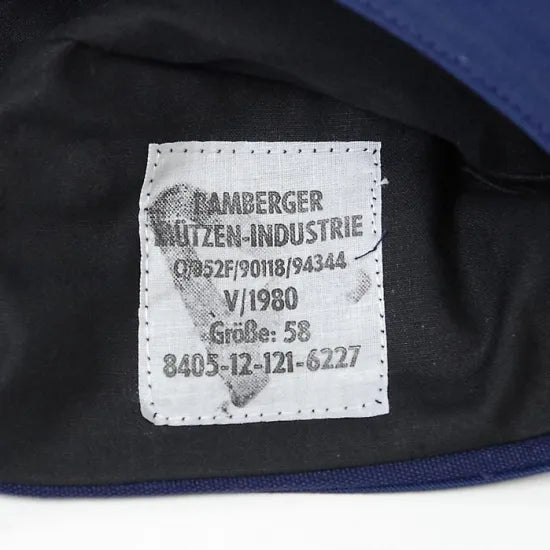 BAMBERGER
MÜTZEN-INDUSTRIE
O/852F/90118/94344
V/1980
Größe: 58
8405-12-121-6227